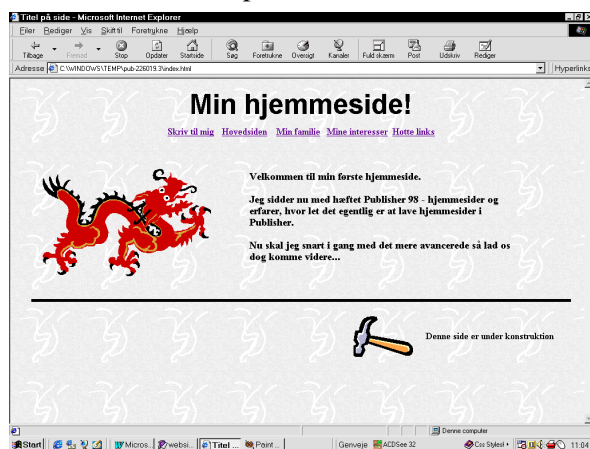 Titel på side - Microsoft Internet Explorer
Filer Rediger Vis Skift til Foretrukne Hjælp
Tilbage Fremad Stop Opdater Startside Søg Foretrukne Oversigt Kanaler Fuld skærm Post Udskriv Rediger
Adresse C:\WINDOWS\TEMP\pub-226019.3\index.html Hyperlinks
Min hjemmeside!
Skriv til mig Hovedsiden Min familie Mine interesser Hotte links
Velkommen til min første hjemmeside.
Jeg sidder nu med hæftet Publisher 98 - hjemmesider og
erfarer, hvor let det egentlig er at lave hjemmesider i
Publisher.
Nu skal jeg snart i gang med det mere avancerede så lad os
dog komme videre...
Denne side er under konstruktion
Denne computer
Start Micros... websi... Titel ... Paint ... Genveje ACDSee 32 11:04